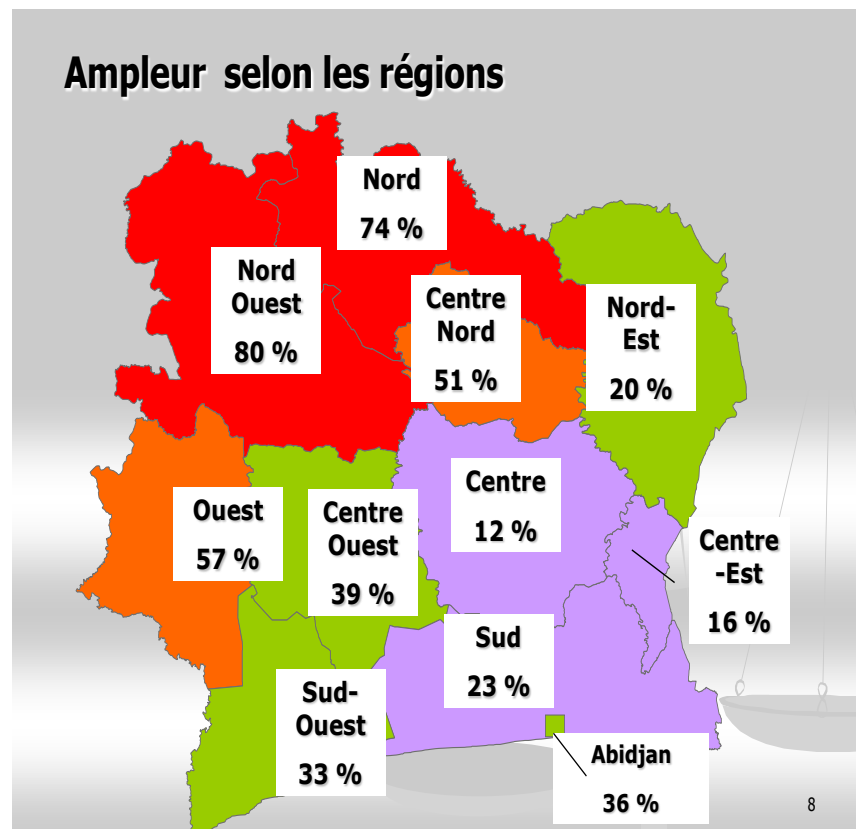 Ampleur selon les régions
Nord
74 %
Nord
Ouest
80 %
Centre
Nord
51 %
Nord-
Est
20 %
Ouest
57 %
Centre
Ouest
39 %
Centre
12 %
Centre
-Est
16 %
Sud
23 %
Sud-
Ouest
33 %
Abidjan
36 %
8